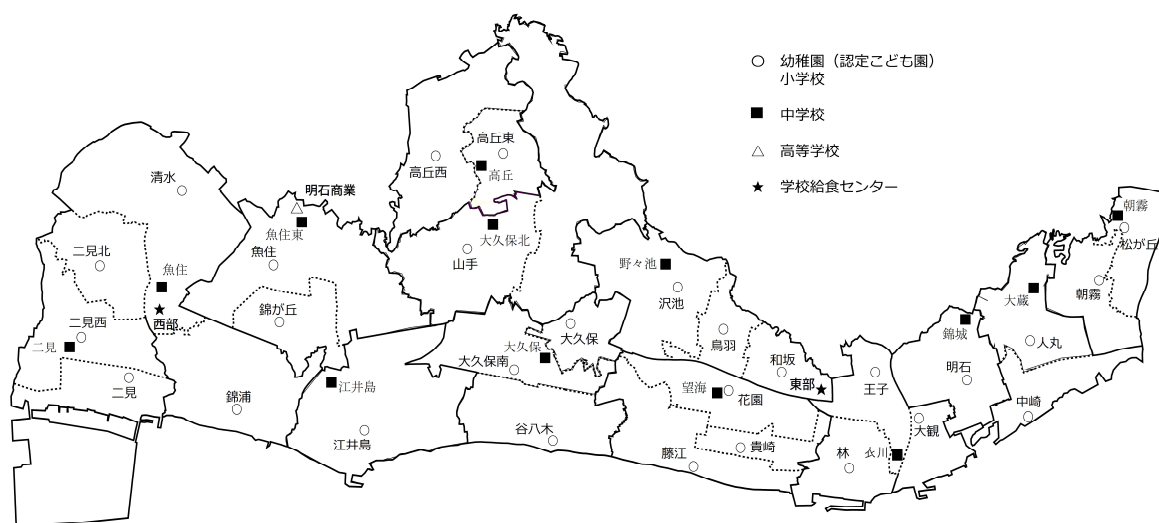 幼稚園（認定こども園）
小学校
中学校
高等学校
学校給食センター
高丘東
高丘西
高丘
清水
明石商業
魚住東
大久保北
朝霧
松が丘
二見北
魚住
魚住
山手
野々池
沢池
朝霧
大蔵
西部
錦が丘
二見西
二見
鳥羽
錦城
人丸
大久保
大久保
大久保南
和坂
東部
明石
二見
江井島
望海
花園
王子
錦浦
中崎
大観
江井島
谷八木
藤江
貴崎
林
衣川